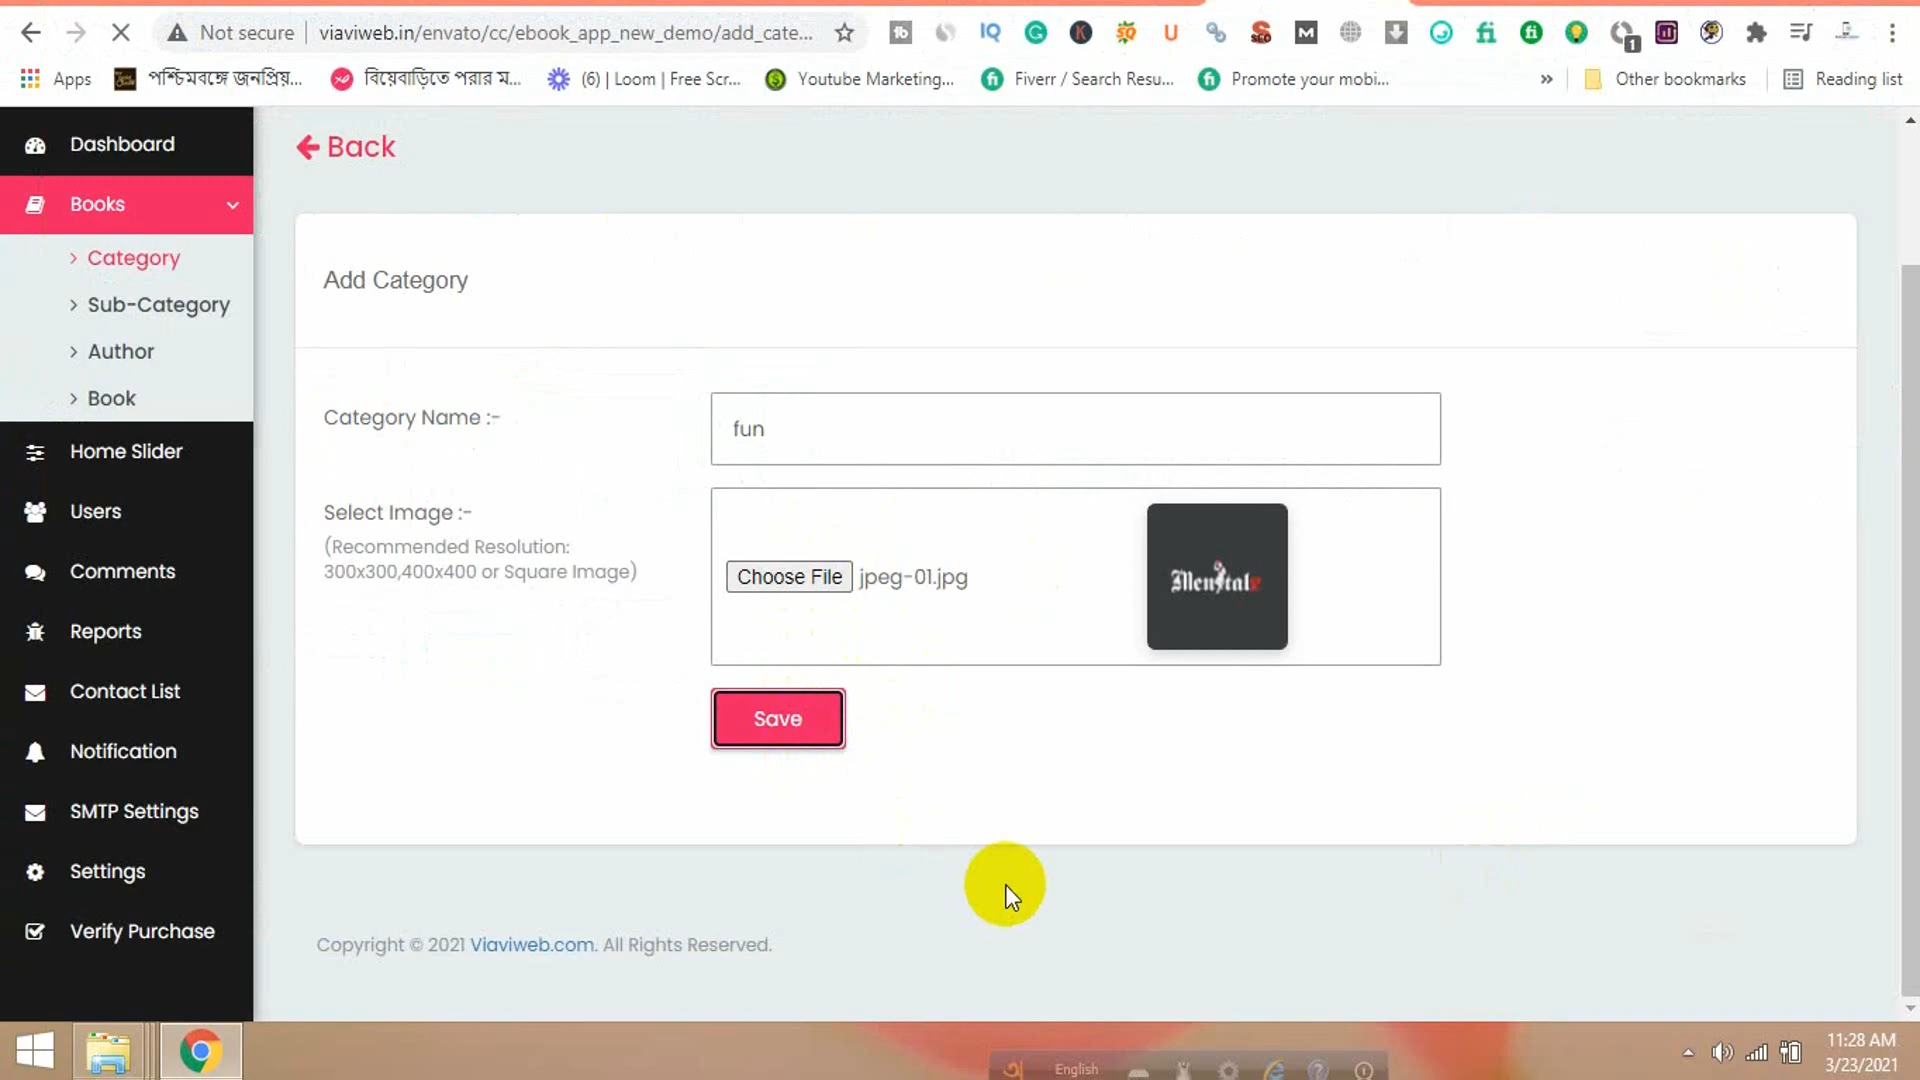 Not secure | viaviweb.in/envato/cc/ebook_app_new_demo/add_cate...
Apps পশ্চিমবঙ্গে জনপ্রিয়... বিয়েবাড়িতে পরার ম... (6) | Loom | Free Scr... Youtube Marketing... Fiverr / Search Resu... Promote your mobi... » Other bookmarks Reading list
Dashboard
Books
Category
Sub-Category
Author
Book
Home Slider
Users
Comments
Reports
Contact List
Notification
SMTP Settings
Settings
Verify Purchase
Back
Add Category
Category Name :-
fun
Select Image :-
(Recommended Resolution:
300x300,400x400 or Square Image)
Choose File jpeg-01.jpg
Save
Copyright © 2021 Viaviweb.com. All Rights Reserved.
English
11:28 AM
3/23/2021